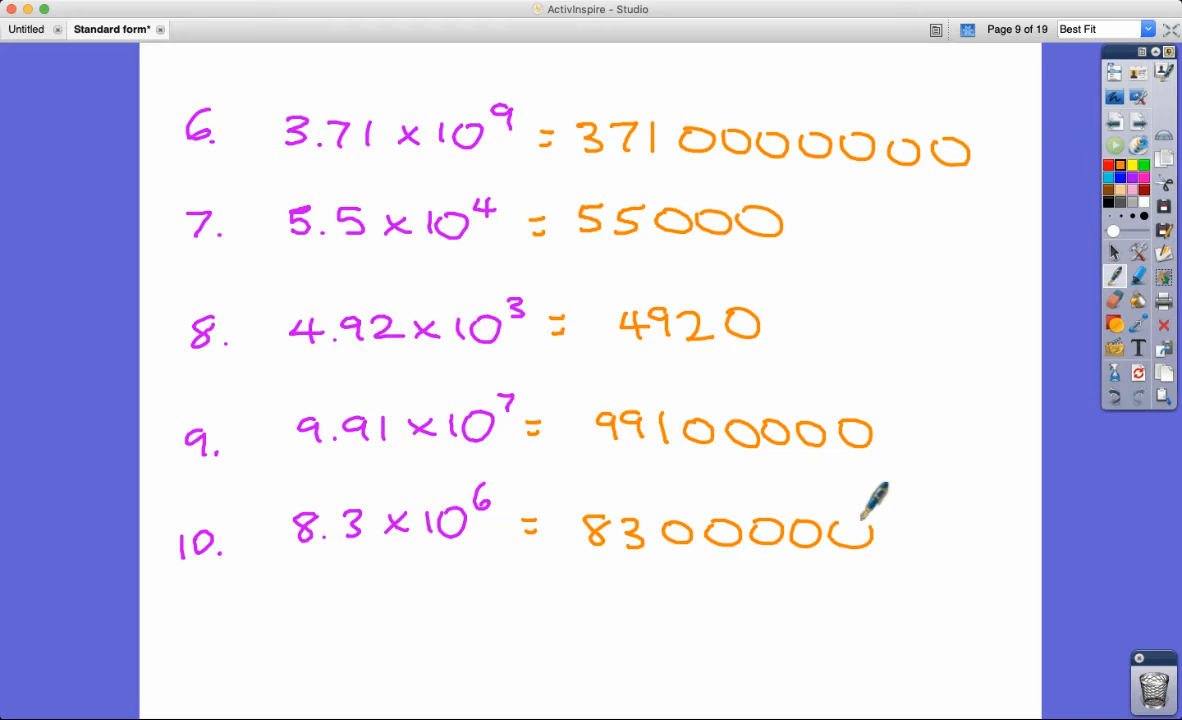 ActivInspire - Studio
Untitled
Standard form*
Page 9 of 19
Best Fit
6. 3.71 × 10⁹ = 3710000000
7. 5.5 × 10⁴ = 55000
8. 4.92 × 10³ = 4920
9. 9.91 × 10⁷ = 99100000
10. 8.3 × 10⁶ = 8300000
T